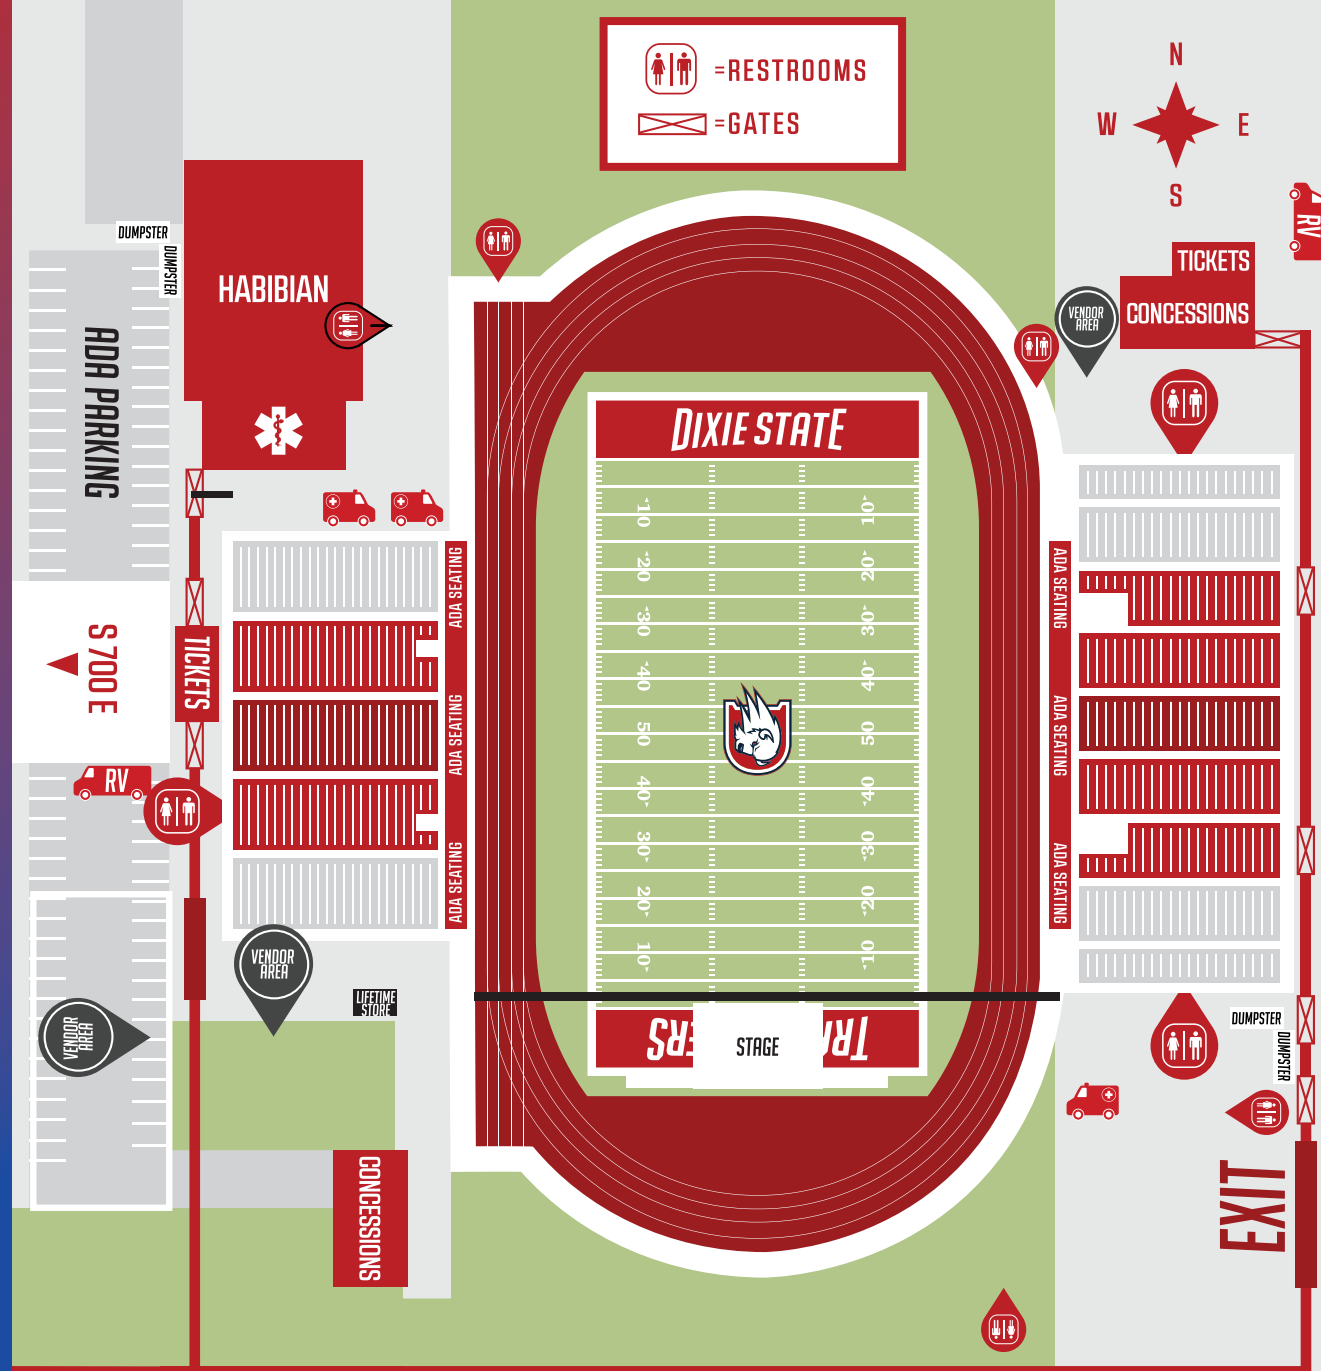 =RESTROOMS
=GATES
N
W
E
S
RV
TICKETS
CONCESSIONS
VENDOR
AREA
DUMPSTER
DUMPSTER
HABIBIAN
ADA PARKING
DIXIE STATE
10
10
20
20
30
30
40
40
50
50
40
40
30
30
20
20
10
10
ADA SEATING
ADA SEATING
ADA SEATING
ADA SEATING
ADA SEATING
ADA SEATING
S 700 E
TICKETS
RV
VENDOR
AREA
LIFETIME
STORE
VENDOR
AREA
TR
ERS
STAGE
DUMPSTER
DUMPSTER
EXIT
CONCESSIONS